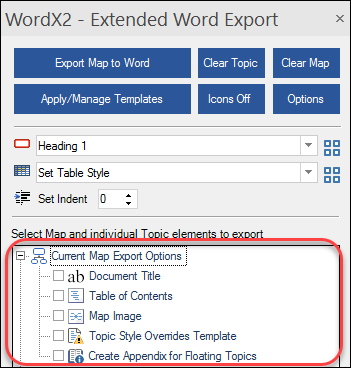 WordX2 - Extended Word Export
Export Map to Word Clear Topic Clear Map
Apply/Manage Templates Icons Off Options
Heading 1
Set Table Style
Set Indent 0
Select Map and individual Topic elements to export
Current Map Export Options
ab Document Title
Table of Contents
Map Image
Topic Style Overrides Template
Create Appendix for Floating Topics